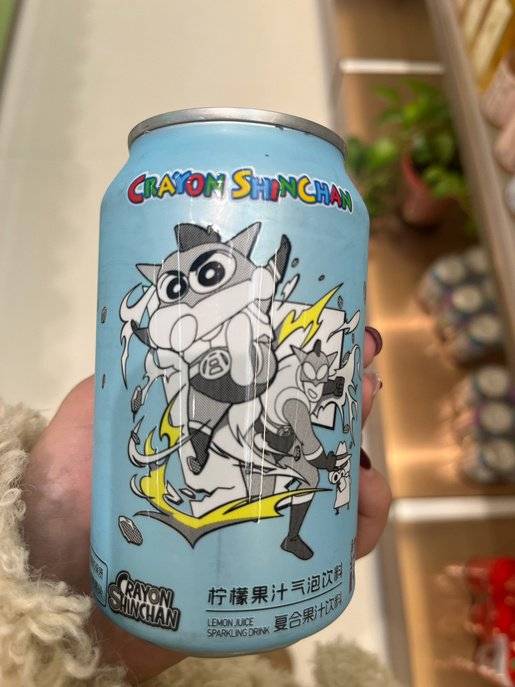 CRAYON SHINCHAN
CRAYON
SHINCHAN
柠檬果汁气泡饮料
LEMON JUICE
SPARKLING DRINK
复合果汁饮料